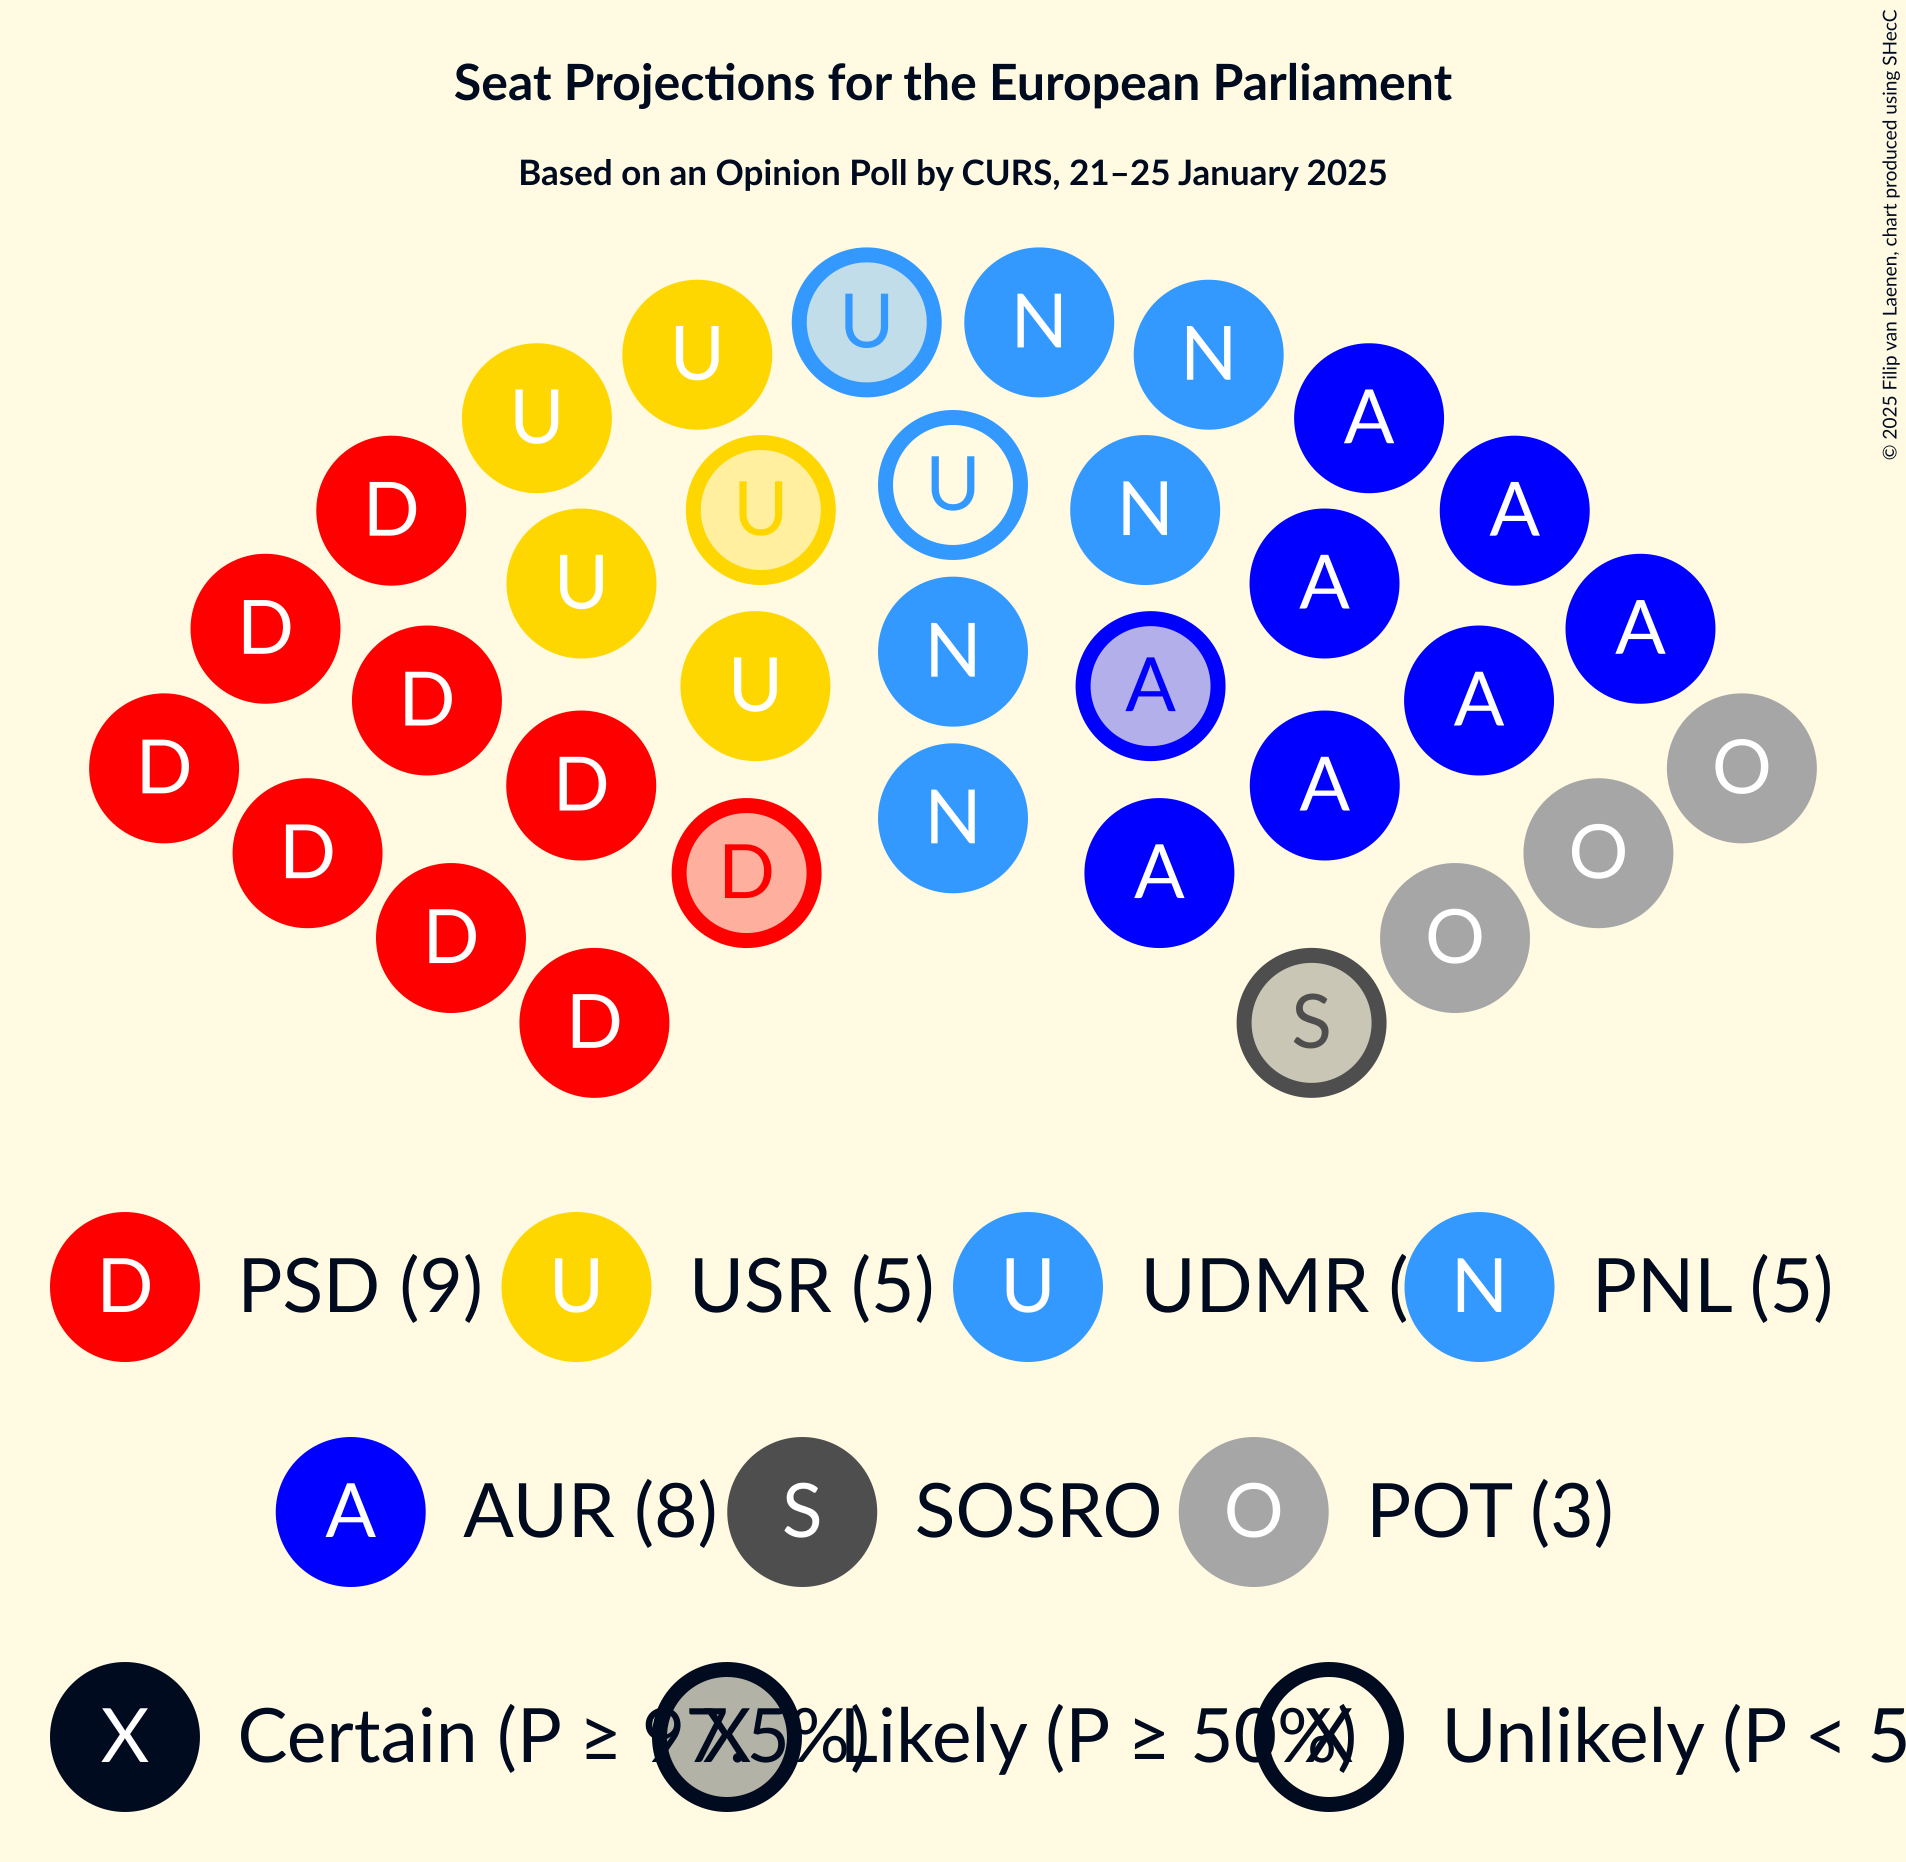 Seat Projections for the European Parliament
Based on an Opinion Poll by CURS, 21–25 January 2025
© 2025 Filip van Laenen, chart produced using SHecC
U N
U N
U A
U U N
D A
U A
D A
U N A
D A
D O
D A
D O
D N A
D O
D S
D PSD (9) U USR (5) U UDMR ( N PNL (5)
A AUR (8) S SOSRO O POT (3)
X Certain (P ≥ 97.5%) X Likely (P ≥ 50%) X Unlikely (P < 5